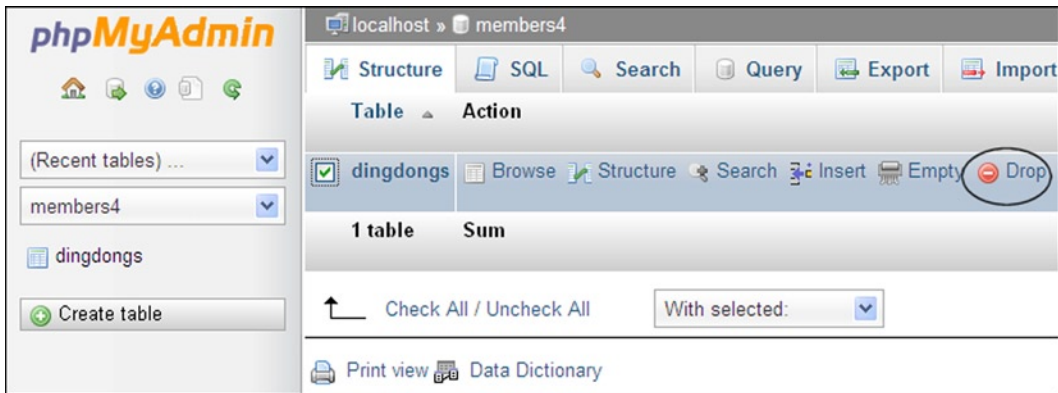 phpMyAdmin
(Recent tables) ...
members4
dingdongs
Create table
localhost » members4
Structure SQL Search Query Export Import
Table Action
dingdongs Browse Structure Search Insert Empty Drop
1 table Sum
Check All / Uncheck All With selected:
Print view Data Dictionary